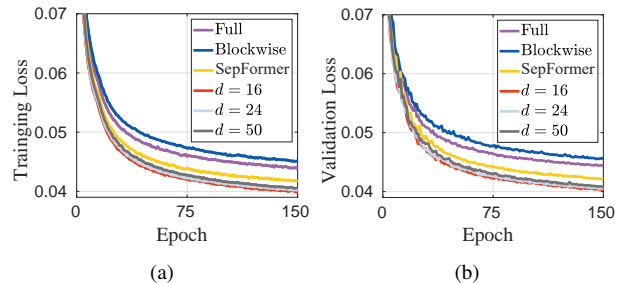 0.07
0.06
0.05
0.04
Trainging Loss
Full
Blockwise
SepFormer
d = 16
d = 24
d = 50
0 75 150
Epoch
(a)
0.07
0.06
0.05
0.04
Validation Loss
Full
Blockwise
SepFormer
d = 16
d = 24
d = 50
0 75 150
Epoch
(b)